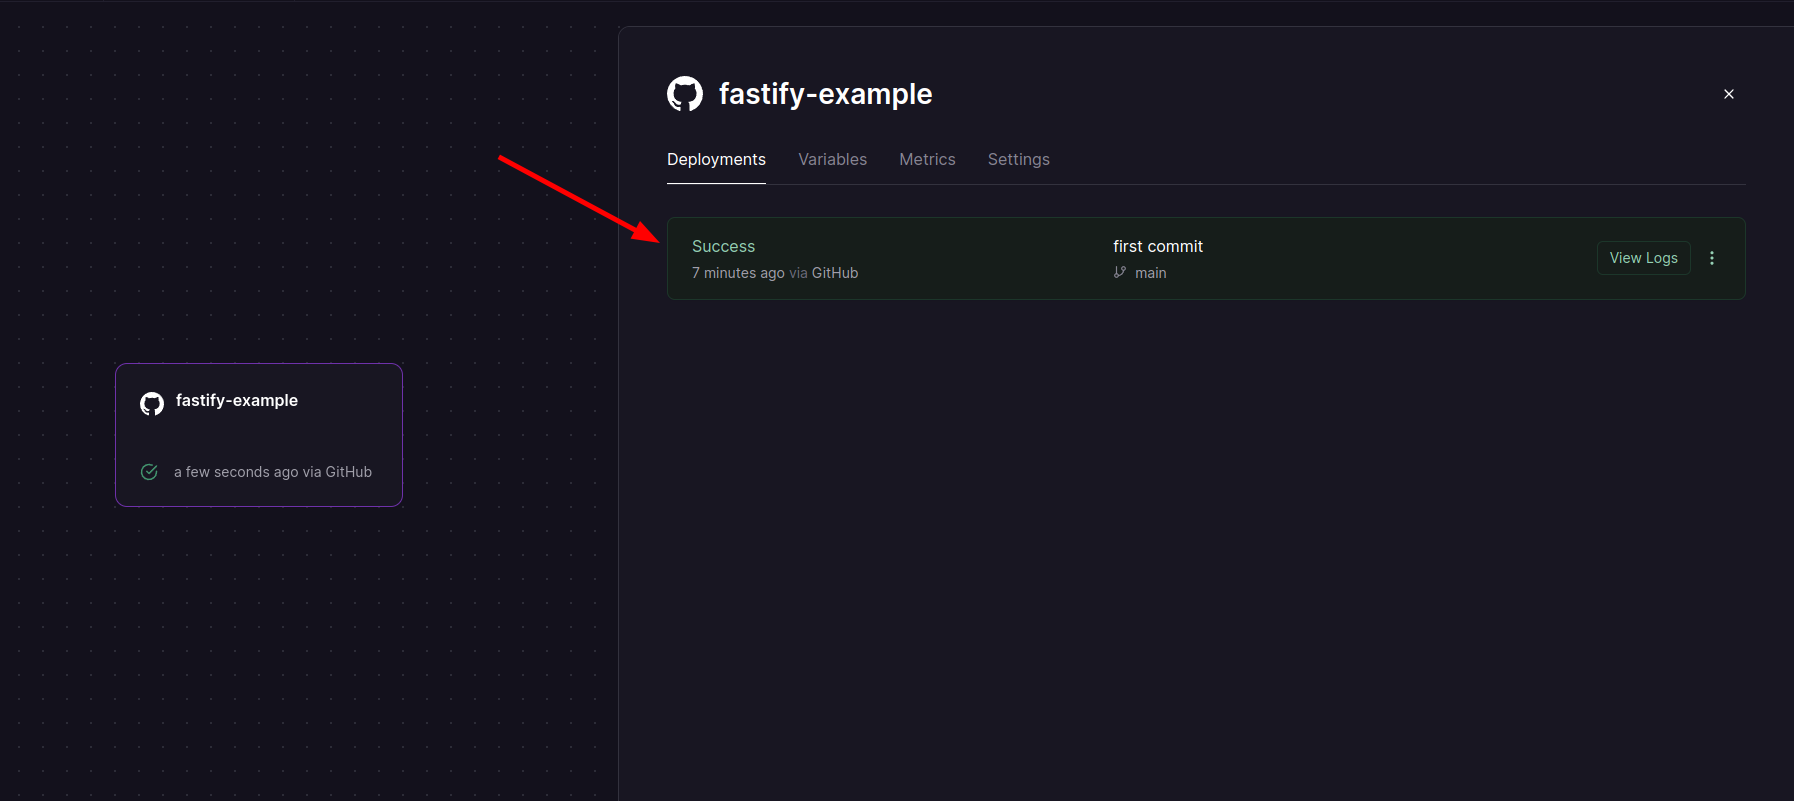 fastify-example
a few seconds ago via GitHub
fastify-example
Deployments Variables Metrics Settings
Success first commit View Logs
7 minutes ago via GitHub main